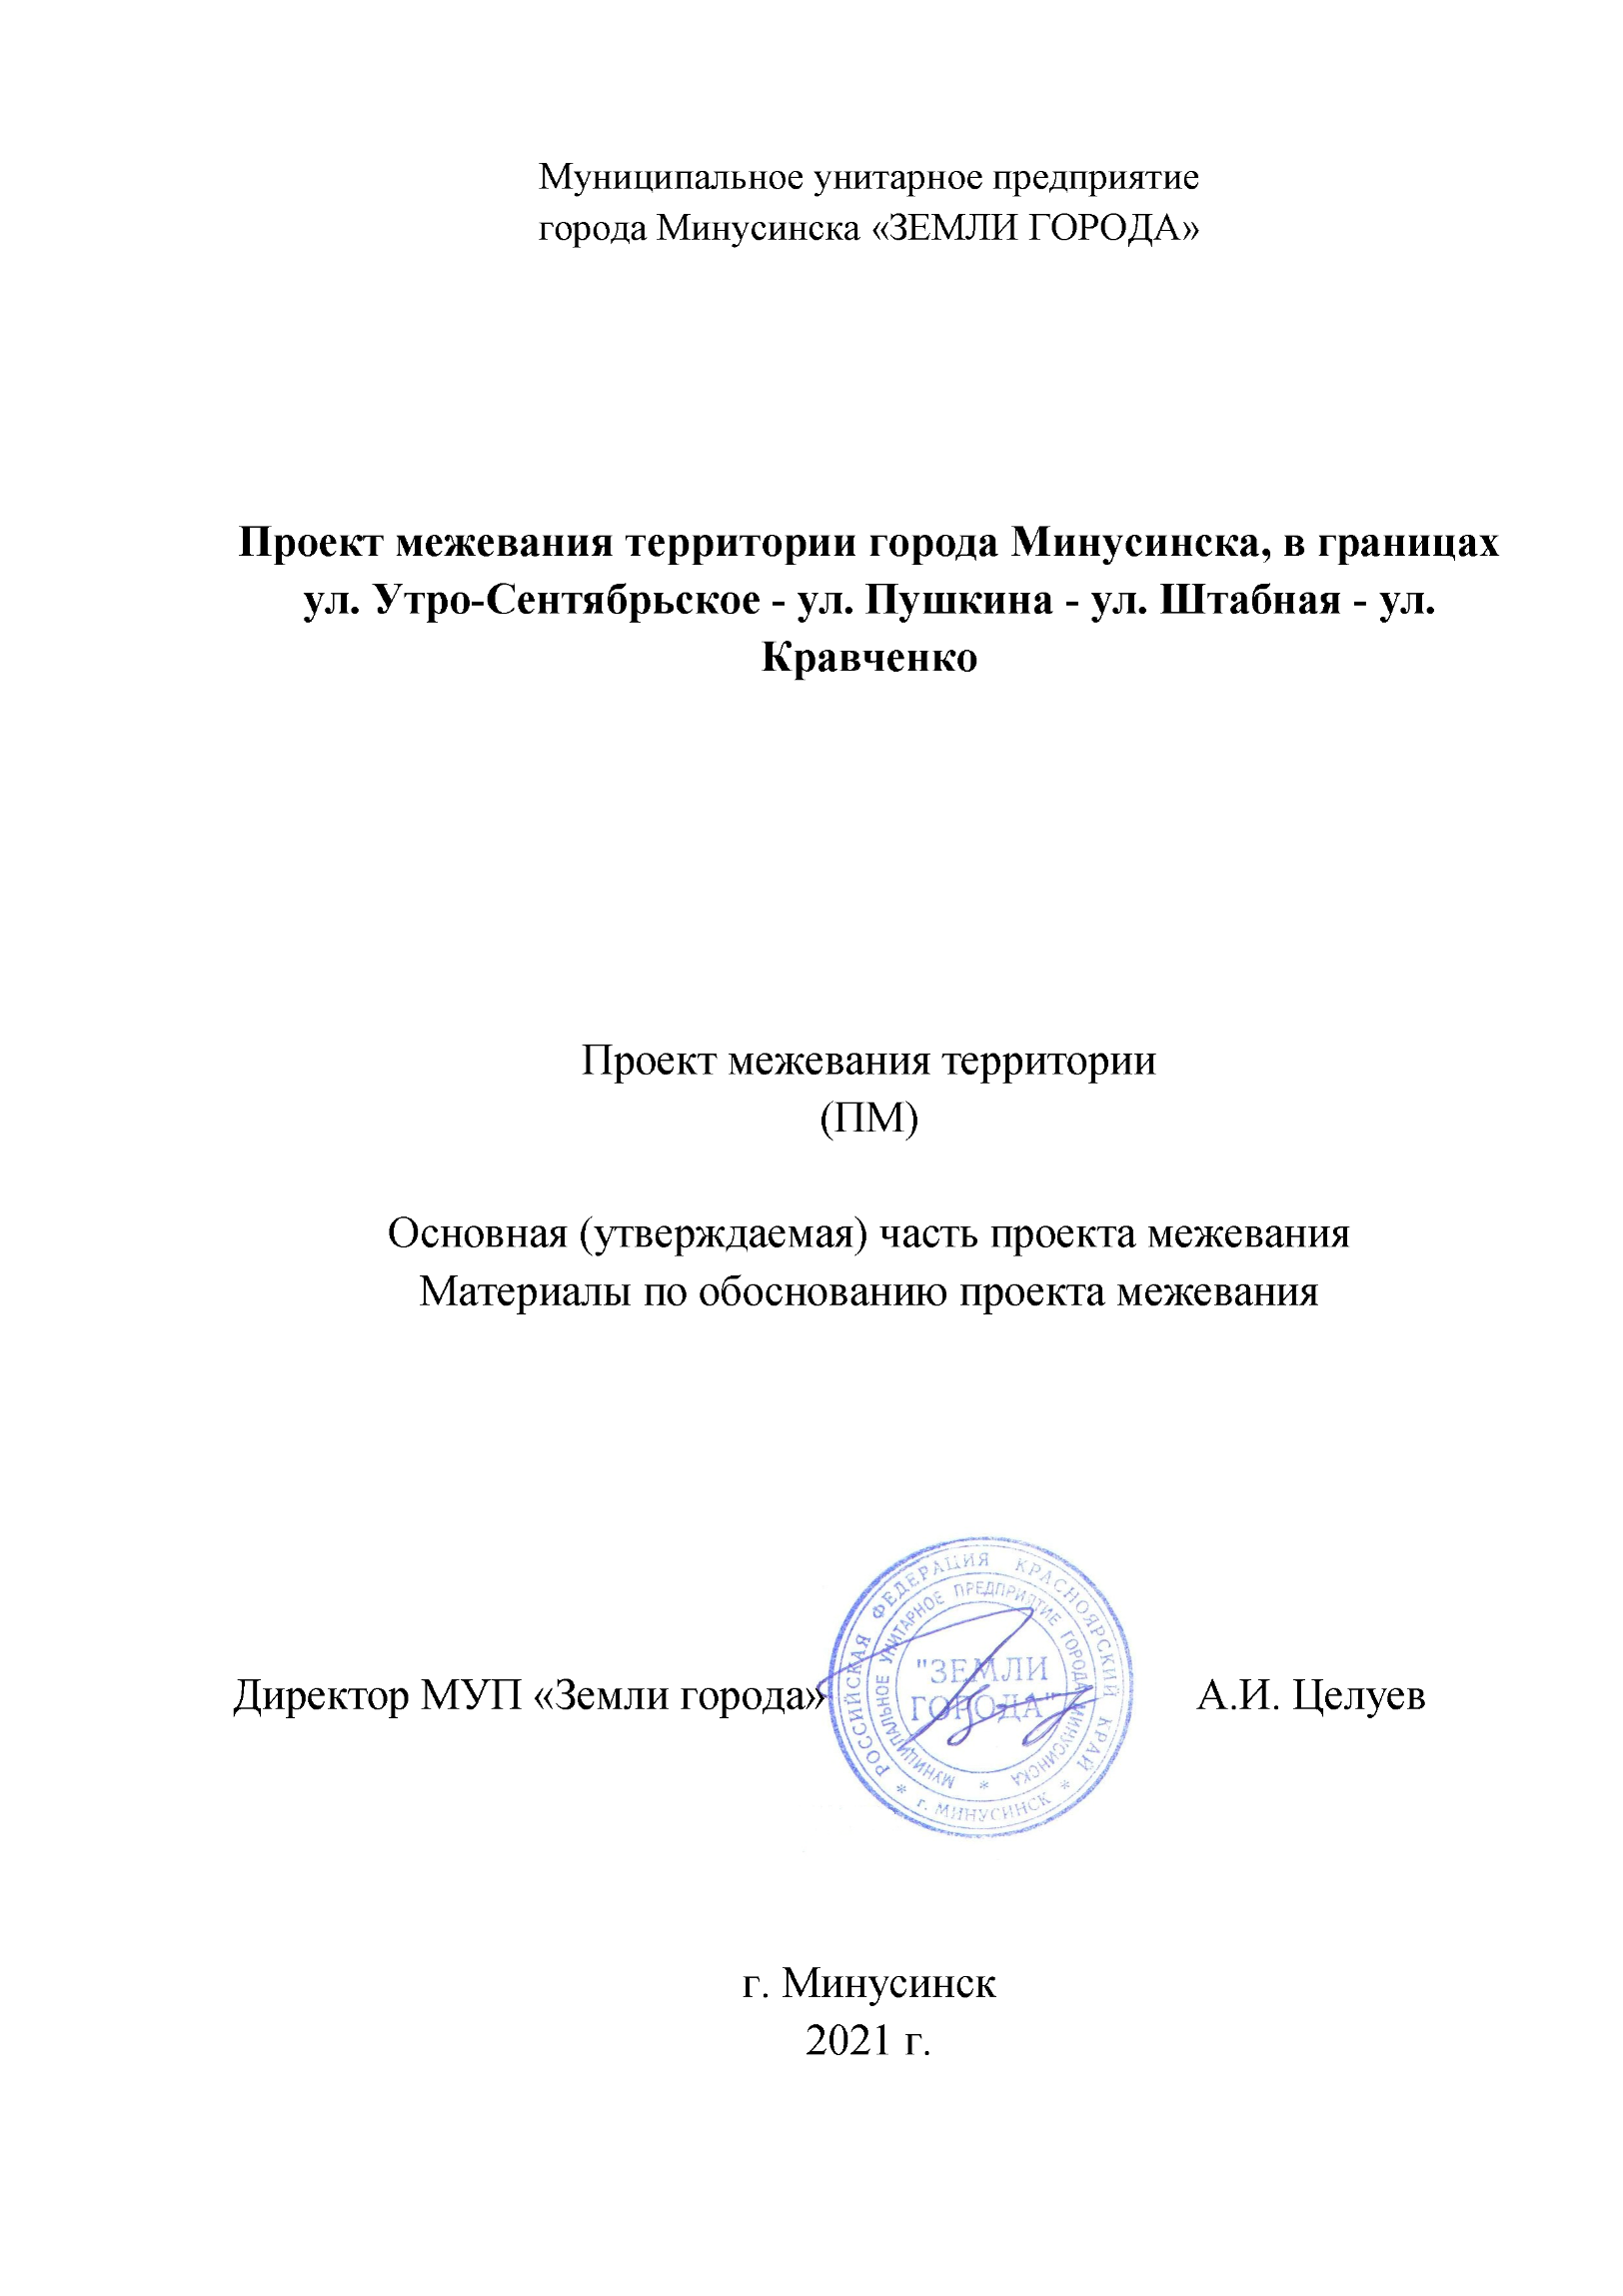 Муниципальное унитарное предприятие
города Минусинска «ЗЕМЛИ ГОРОДА»
Проект межевания территории города Минусинска, в границах
ул. Утро-Сентябрьское - ул. Пушкина - ул. Штабная - ул.
Кравченко
Проект межевания территории
(ПМ)
Основная (утверждаемая) часть проекта межевания
Материалы по обоснованию проекта межевания
Директор МУП «Земли города» А.И. Целуев
РОССИЙСКАЯ ФЕДЕРАЦИЯ КРАСНОЯРСКИЙ КРАЙ
* г. МИНУСИНСК *
МУНИЦИПАЛЬНОЕ УНИТАРНОЕ ПРЕДПРИЯТИЕ ГОРОДА МИНУСИНСКА *
"ЗЕМЛИ
ГОРОДА"
г. Минусинск
2021 г.